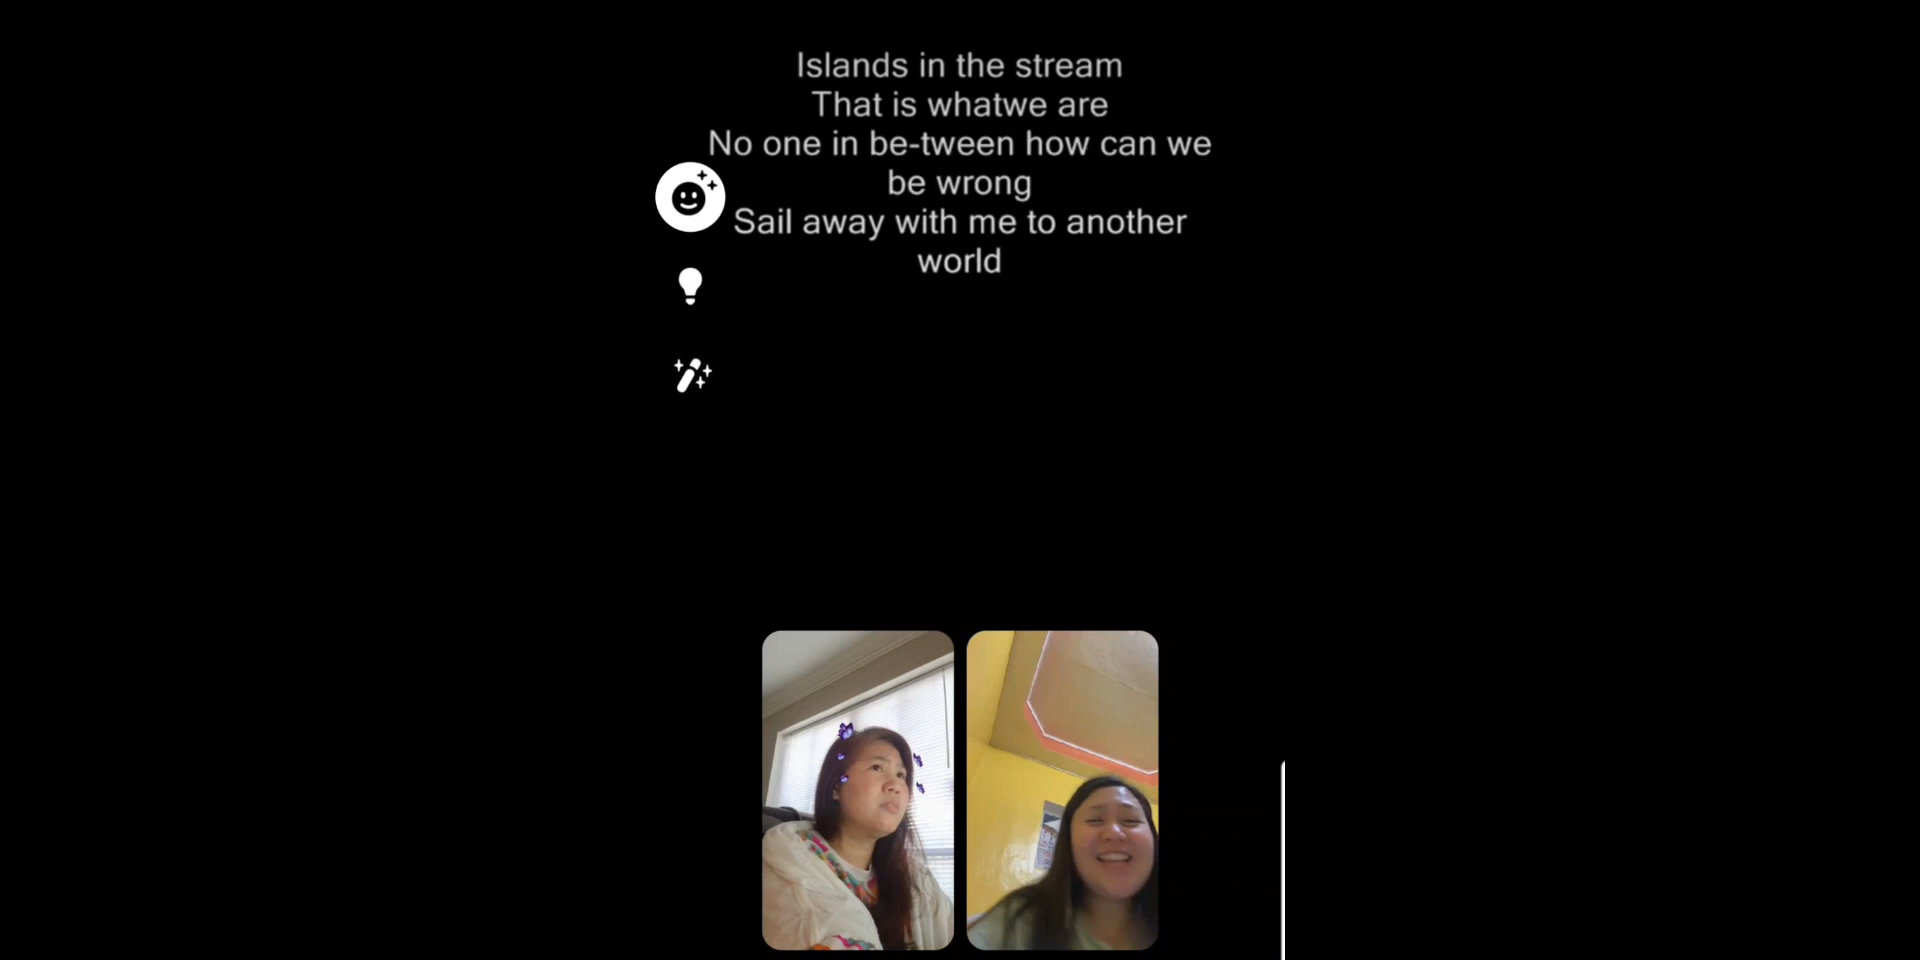 Islands in the stream
That is whatwe are
No one in be-tween how can we
be wrong
Sail away with me to another
world